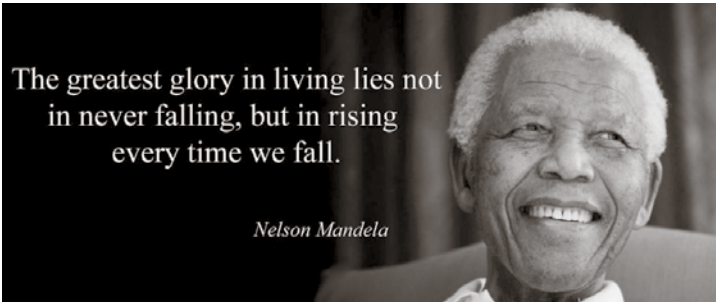 The greatest glory in living lies not
in never falling, but in rising
every time we fall.
Nelson Mandela